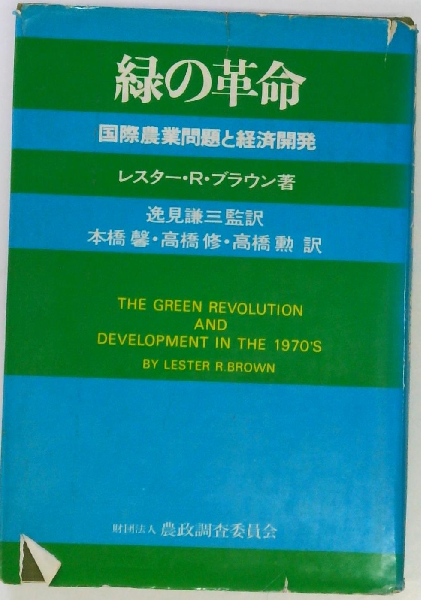 緑の革命
国際農業問題と経済開発
レスター・R・ブラウン著
逸見謙三監訳
本橋馨・高橋修・高橋勲 訳
THE GREEN REVOLUTION
AND
DEVELOPMENT IN THE 1970'S
BY LESTER R.BROWN
財団法人 農政調査委員会